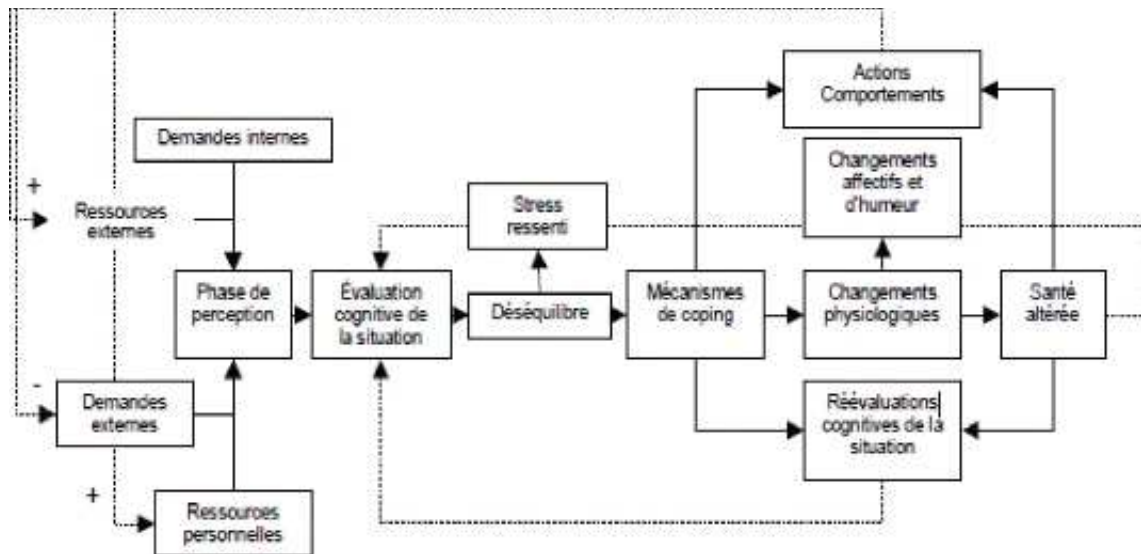 Actions
Comportements
Demandes internes
Changements
affectifs et
d'humeur
+
Ressources
externes
Stress
ressenti
Phase de
perception
Évaluation
cognitive de
la situation
Déséquilibre
Mécanismes
de coping
Changements
physiologiques
Santé
altérée
-
Demandes
externes
Réévaluations
cognitives de la
situation
+
Ressources
personnelles